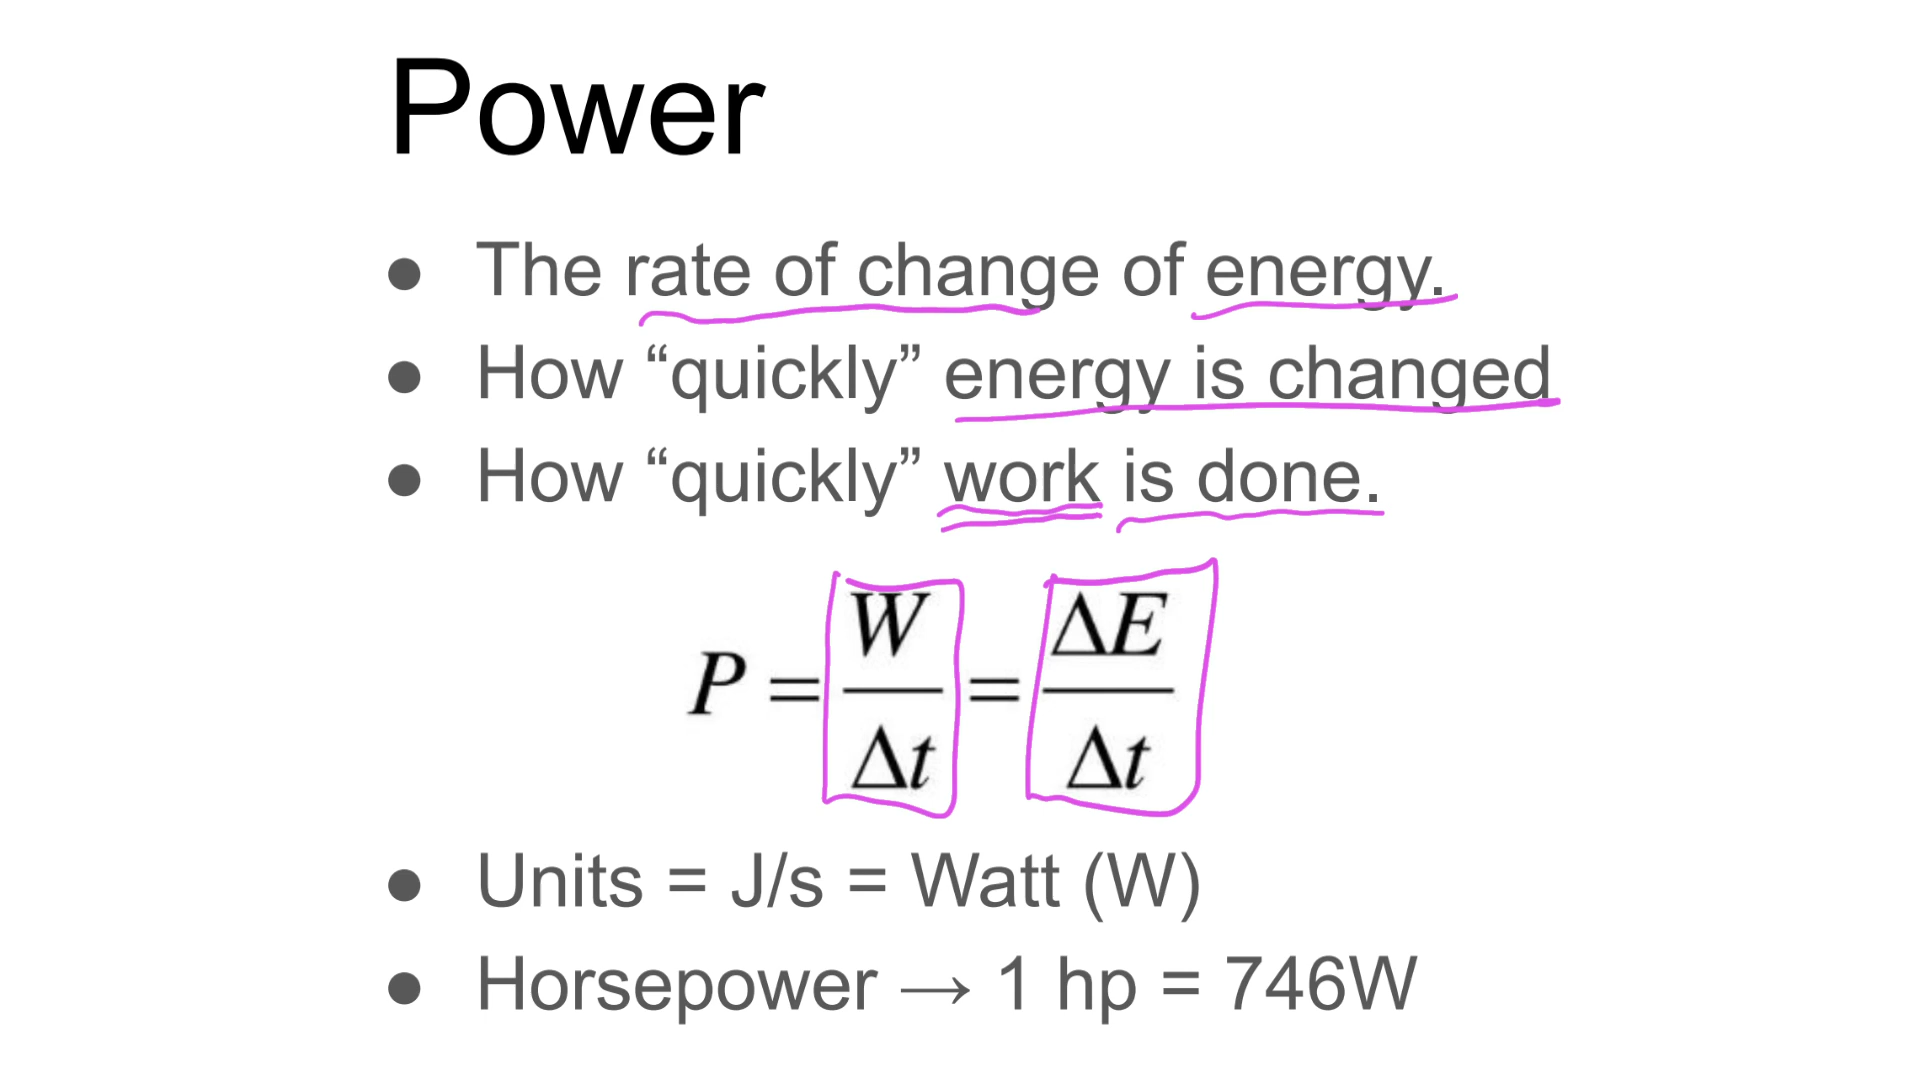 Power
● The rate of change of energy.
● How “quickly” energy is changed
● How “quickly” work is done.
P = W/Δt = ΔE/Δt
● Units = J/s = Watt (W)
● Horsepower → 1 hp = 746W